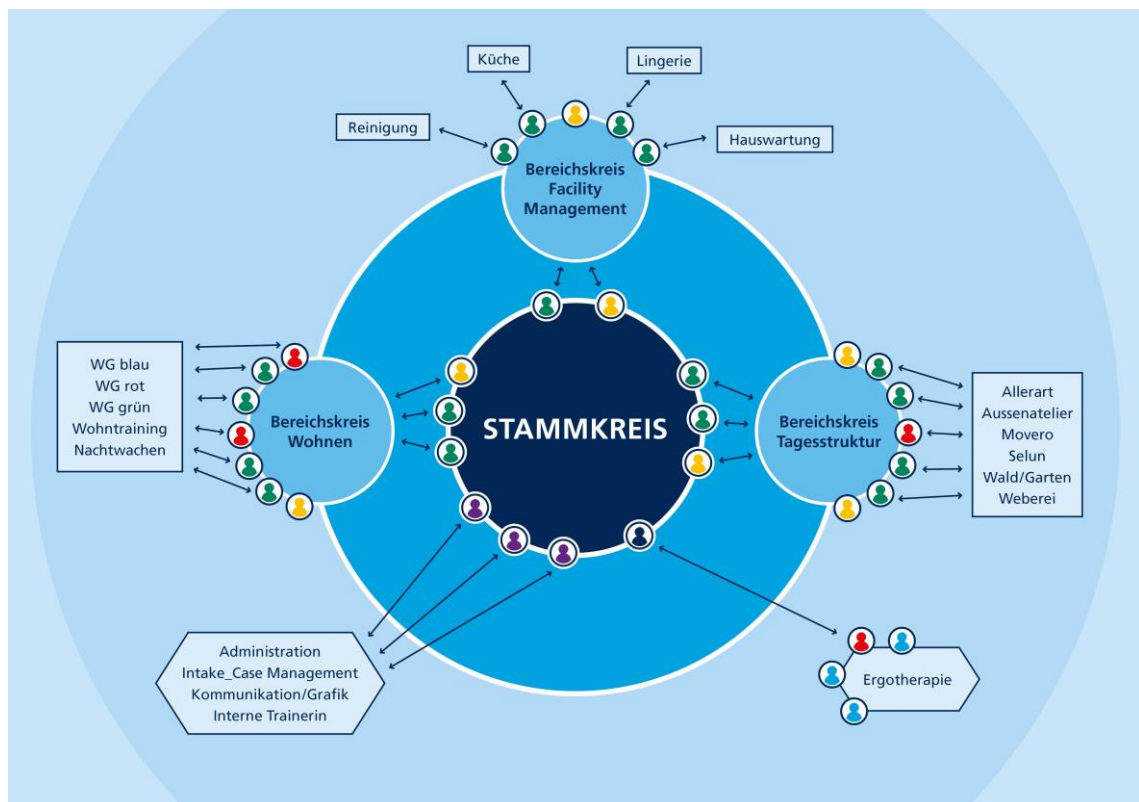 Küche
Lingerie
Reinigung
Hauswartung
Bereichskreis
Facility
Management
WG blau
WG rot
WG grün
Wohntraining
Nachtwachen
Bereichskreis
Wohnen
STAMMKREIS
Bereichskreis
Tagesstruktur
Allerart
Aussenatelier
Movero
Selun
Wald/Garten
Weberei
Administration
Intake_Case Management
Kommunikation/Grafik
Interne Trainerin
Ergotherapie